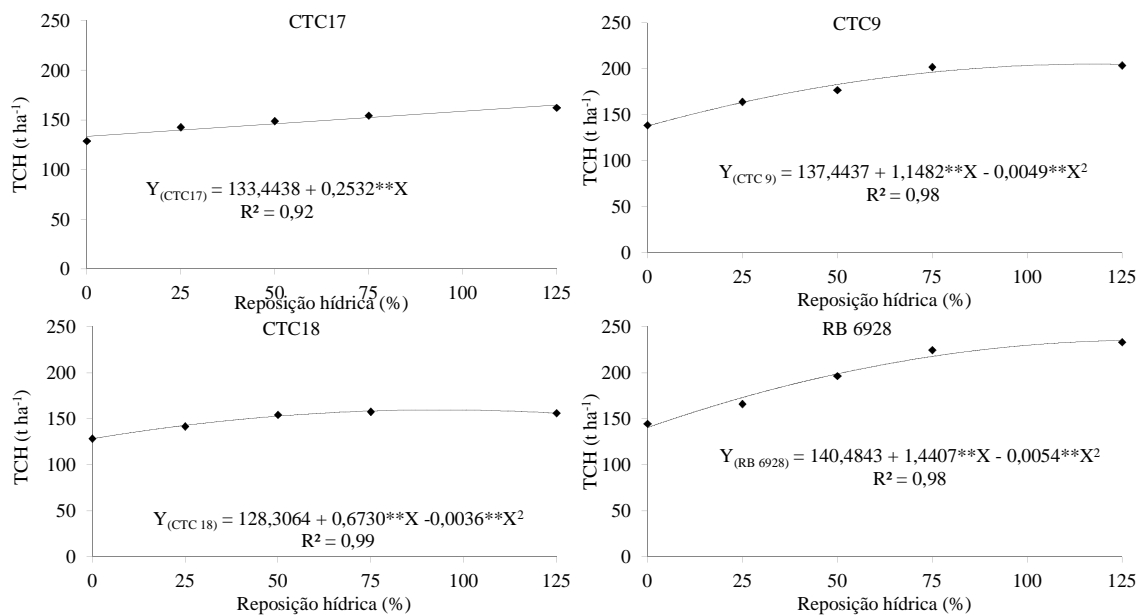 CTC17
250
200
150
100
50
0
TCH (t ha⁻¹)
Y(CTC17) = 133,4438 + 0,2532**X
R² = 0,92
0 25 50 75 100 125
Reposição hídrica (%)
CTC9
250
200
150
100
50
0
TCH (t ha⁻¹)
Y(CTC 9) = 137,4437 + 1,1482**X - 0,0049**X²
R² = 0,98
0 25 50 75 100 125
Reposição hídrica (%)
CTC18
250
200
150
100
50
0
TCH (t ha⁻¹)
Y(CTC 18) = 128,3064 + 0,6730**X -0,0036**X²
R² = 0,99
0 25 50 75 100 125
Reposição hídrica (%)
RB 6928
250
200
150
100
50
0
TCH (t ha⁻¹)
Y(RB 6928) = 140,4843 + 1,4407**X - 0,0054**X²
R² = 0,98
0 25 50 75 100 125
Reposição hídrica (%)